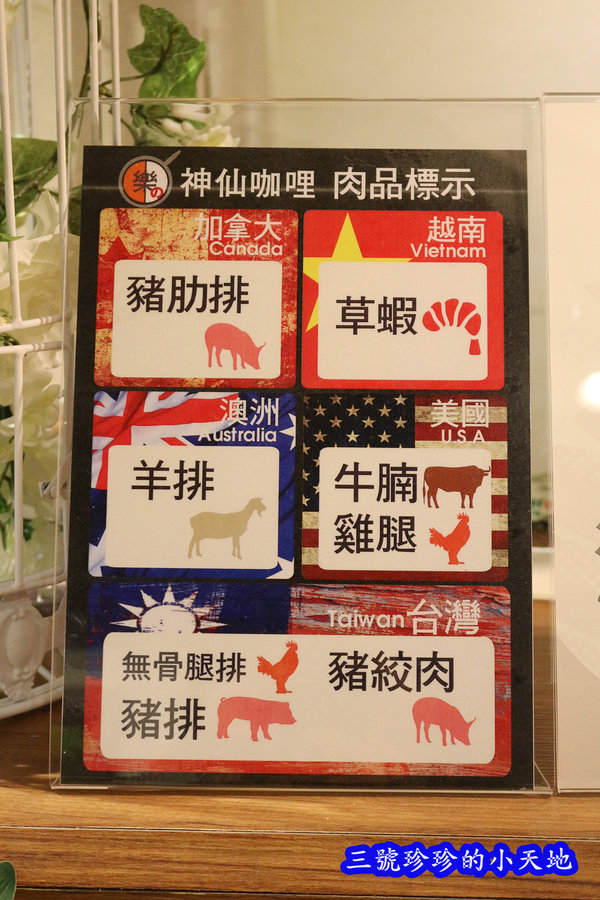 樂の 神仙咖哩 肉品標示
加拿大
Canada
豬肋排
越南
Vietnam
草蝦
澳洲
Australia
羊排
美國
USA
牛腩
雞腿
Taiwan 台灣
無骨腿排
豬排
豬絞肉
三號珍珍的小天地